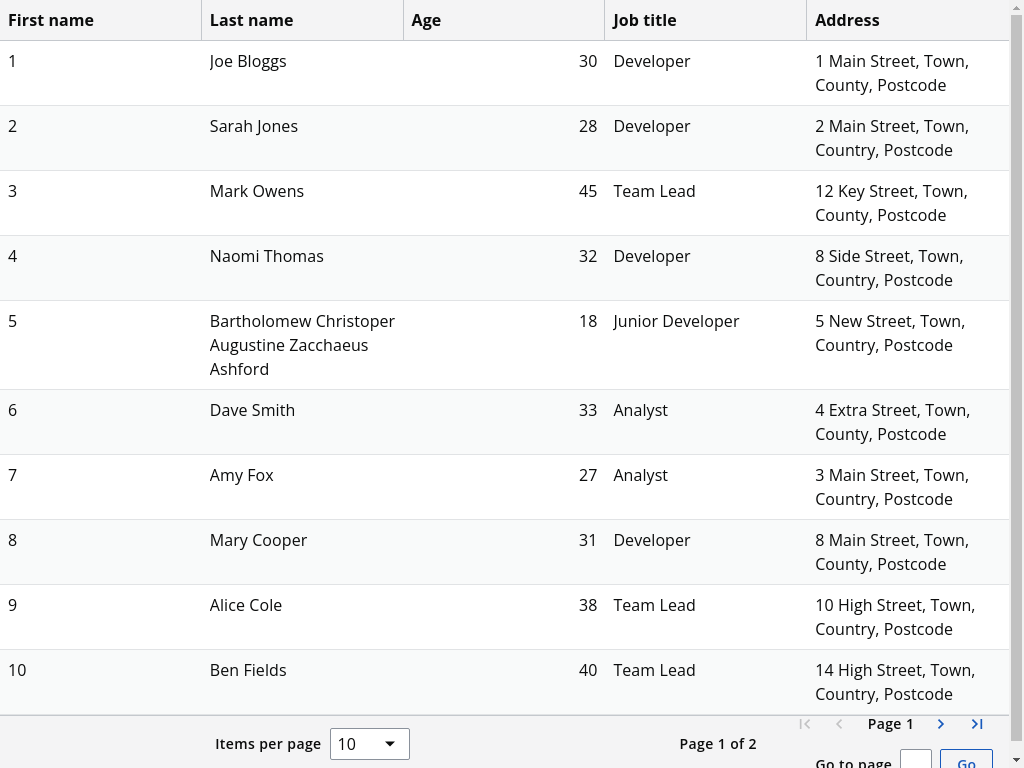 First name Last name Age Job title Address
1 Joe Bloggs 30 Developer 1 Main Street, Town,
County, Postcode
2 Sarah Jones 28 Developer 2 Main Street, Town,
Country, Postcode
3 Mark Owens 45 Team Lead 12 Key Street, Town,
County, Postcode
4 Naomi Thomas 32 Developer 8 Side Street, Town,
Country, Postcode
5 Bartholomew Christoper 18 Junior Developer 5 New Street, Town,
Augustine Zacchaeus Country, Postcode
Ashford
6 Dave Smith 33 Analyst 4 Extra Street, Town,
County, Postcode
7 Amy Fox 27 Analyst 3 Main Street, Town,
Country, Postcode
8 Mary Cooper 31 Developer 8 Main Street, Town,
County, Postcode
9 Alice Cole 38 Team Lead 10 High Street, Town,
Country, Postcode
10 Ben Fields 40 Team Lead 14 High Street, Town,
Country, Postcode
Page 1
Items per page 10 Page 1 of 2
Go to page Go